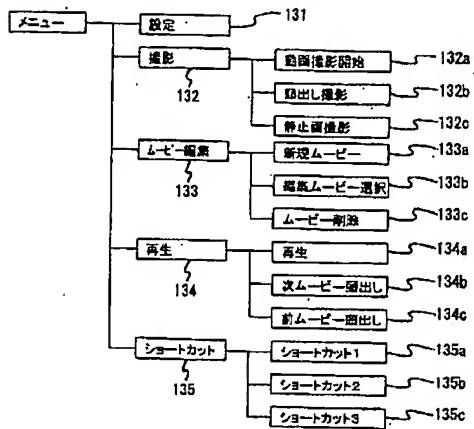 メニュー
設定
131
撮影
132
動画撮影開始
132a
頭出し撮影
132b
静止画撮影
132c
ムービー編集
133
新規ムービー
133a
編集ムービー選択
133b
ムービー削除
133c
再生
134
再生
134a
次ムービー頭出し
134b
前ムービー頭出し
134c
ショートカット
135
ショートカット1
135a
ショートカット2
135b
ショートカット3
135c